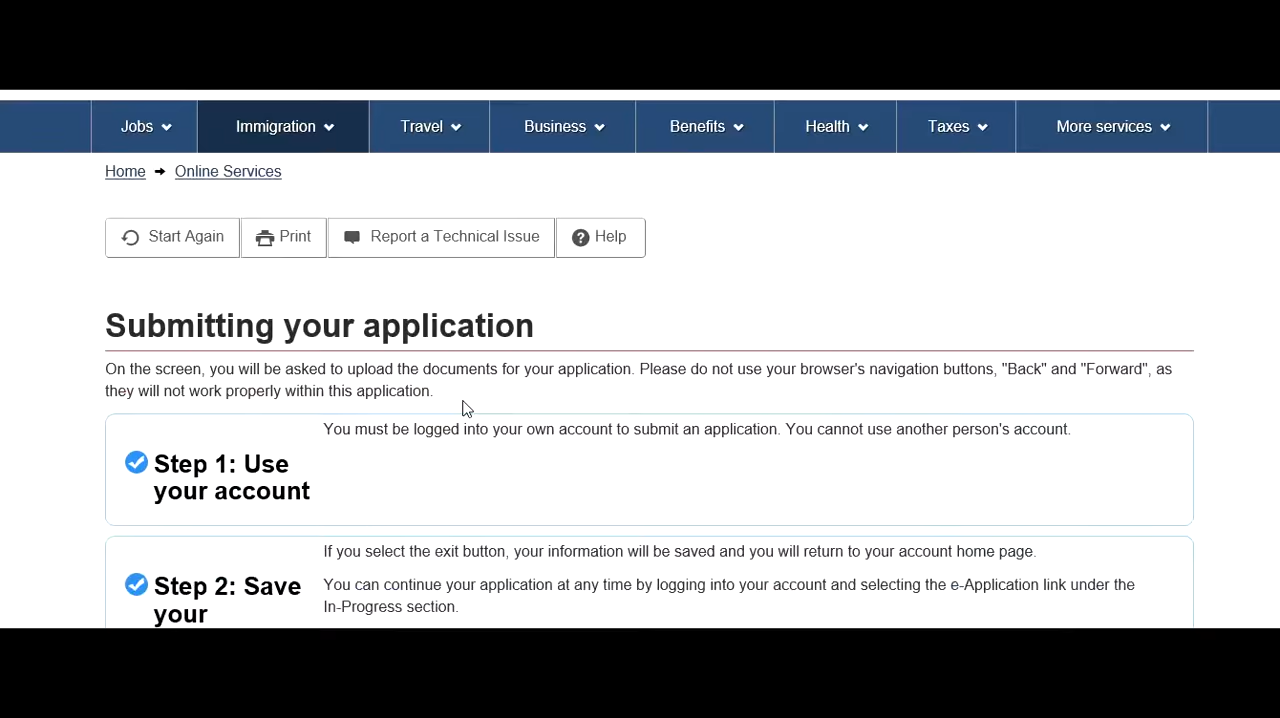 Jobs Immigration Travel Business Benefits Health Taxes More services
Home Online Services
Start Again Print Report a Technical Issue Help
Submitting your application
On the screen, you will be asked to upload the documents for your application. Please do not use your browser's navigation buttons, "Back" and "Forward", as
they will not work properly within this application.
You must be logged into your own account to submit an application. You cannot use another person's account.
Step 1: Use
your account
If you select the exit button, your information will be saved and you will return to your account home page.
Step 2: Save
your
You can continue your application at any time by logging into your account and selecting the e-Application link under the
In-Progress section.